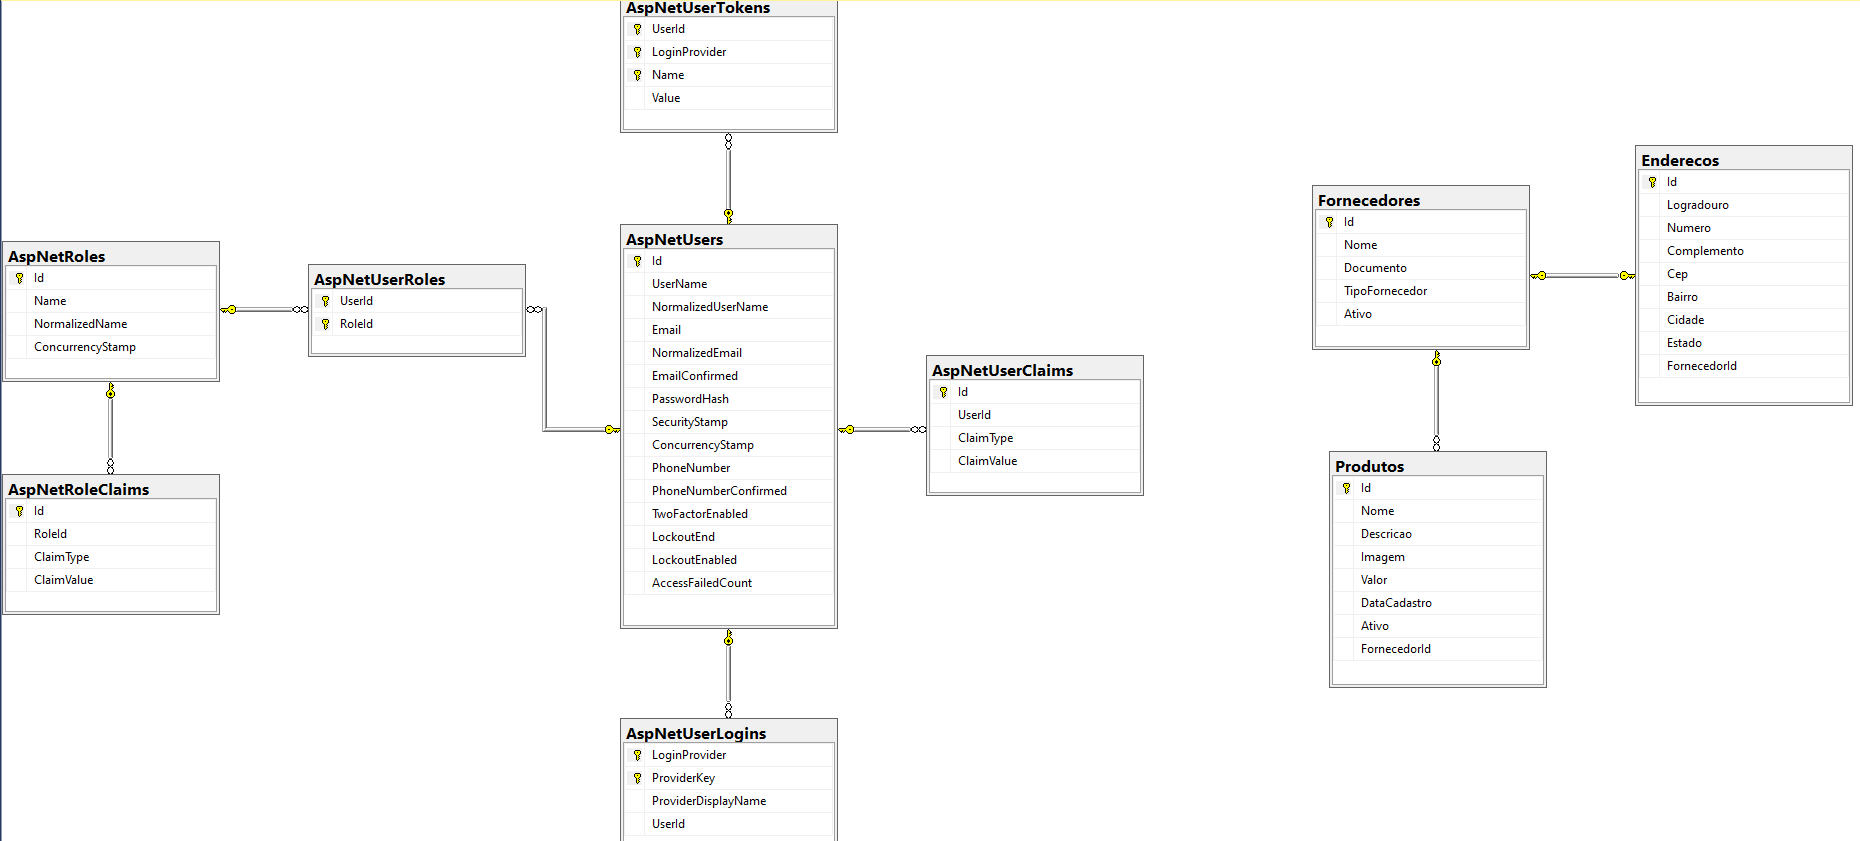 AspNetUserTokens
UserId
LoginProvider
Name
Value
AspNetRoles
Id
Name
NormalizedName
ConcurrencyStamp
AspNetUserRoles
UserId
RoleId
AspNetUsers
Id
UserName
NormalizedUserName
Email
NormalizedEmail
EmailConfirmed
PasswordHash
SecurityStamp
ConcurrencyStamp
PhoneNumber
PhoneNumberConfirmed
TwoFactorEnabled
LockoutEnd
LockoutEnabled
AccessFailedCount
AspNetUserClaims
Id
UserId
ClaimType
ClaimValue
AspNetRoleClaims
Id
RoleId
ClaimType
ClaimValue
AspNetUserLogins
LoginProvider
ProviderKey
ProviderDisplayName
UserId
Fornecedores
Id
Nome
Documento
TipoFornecedor
Ativo
Enderecos
Id
Logradouro
Numero
Complemento
Cep
Bairro
Cidade
Estado
FornecedorId
Produtos
Id
Nome
Descricao
Imagem
Valor
DataCadastro
Ativo
FornecedorId